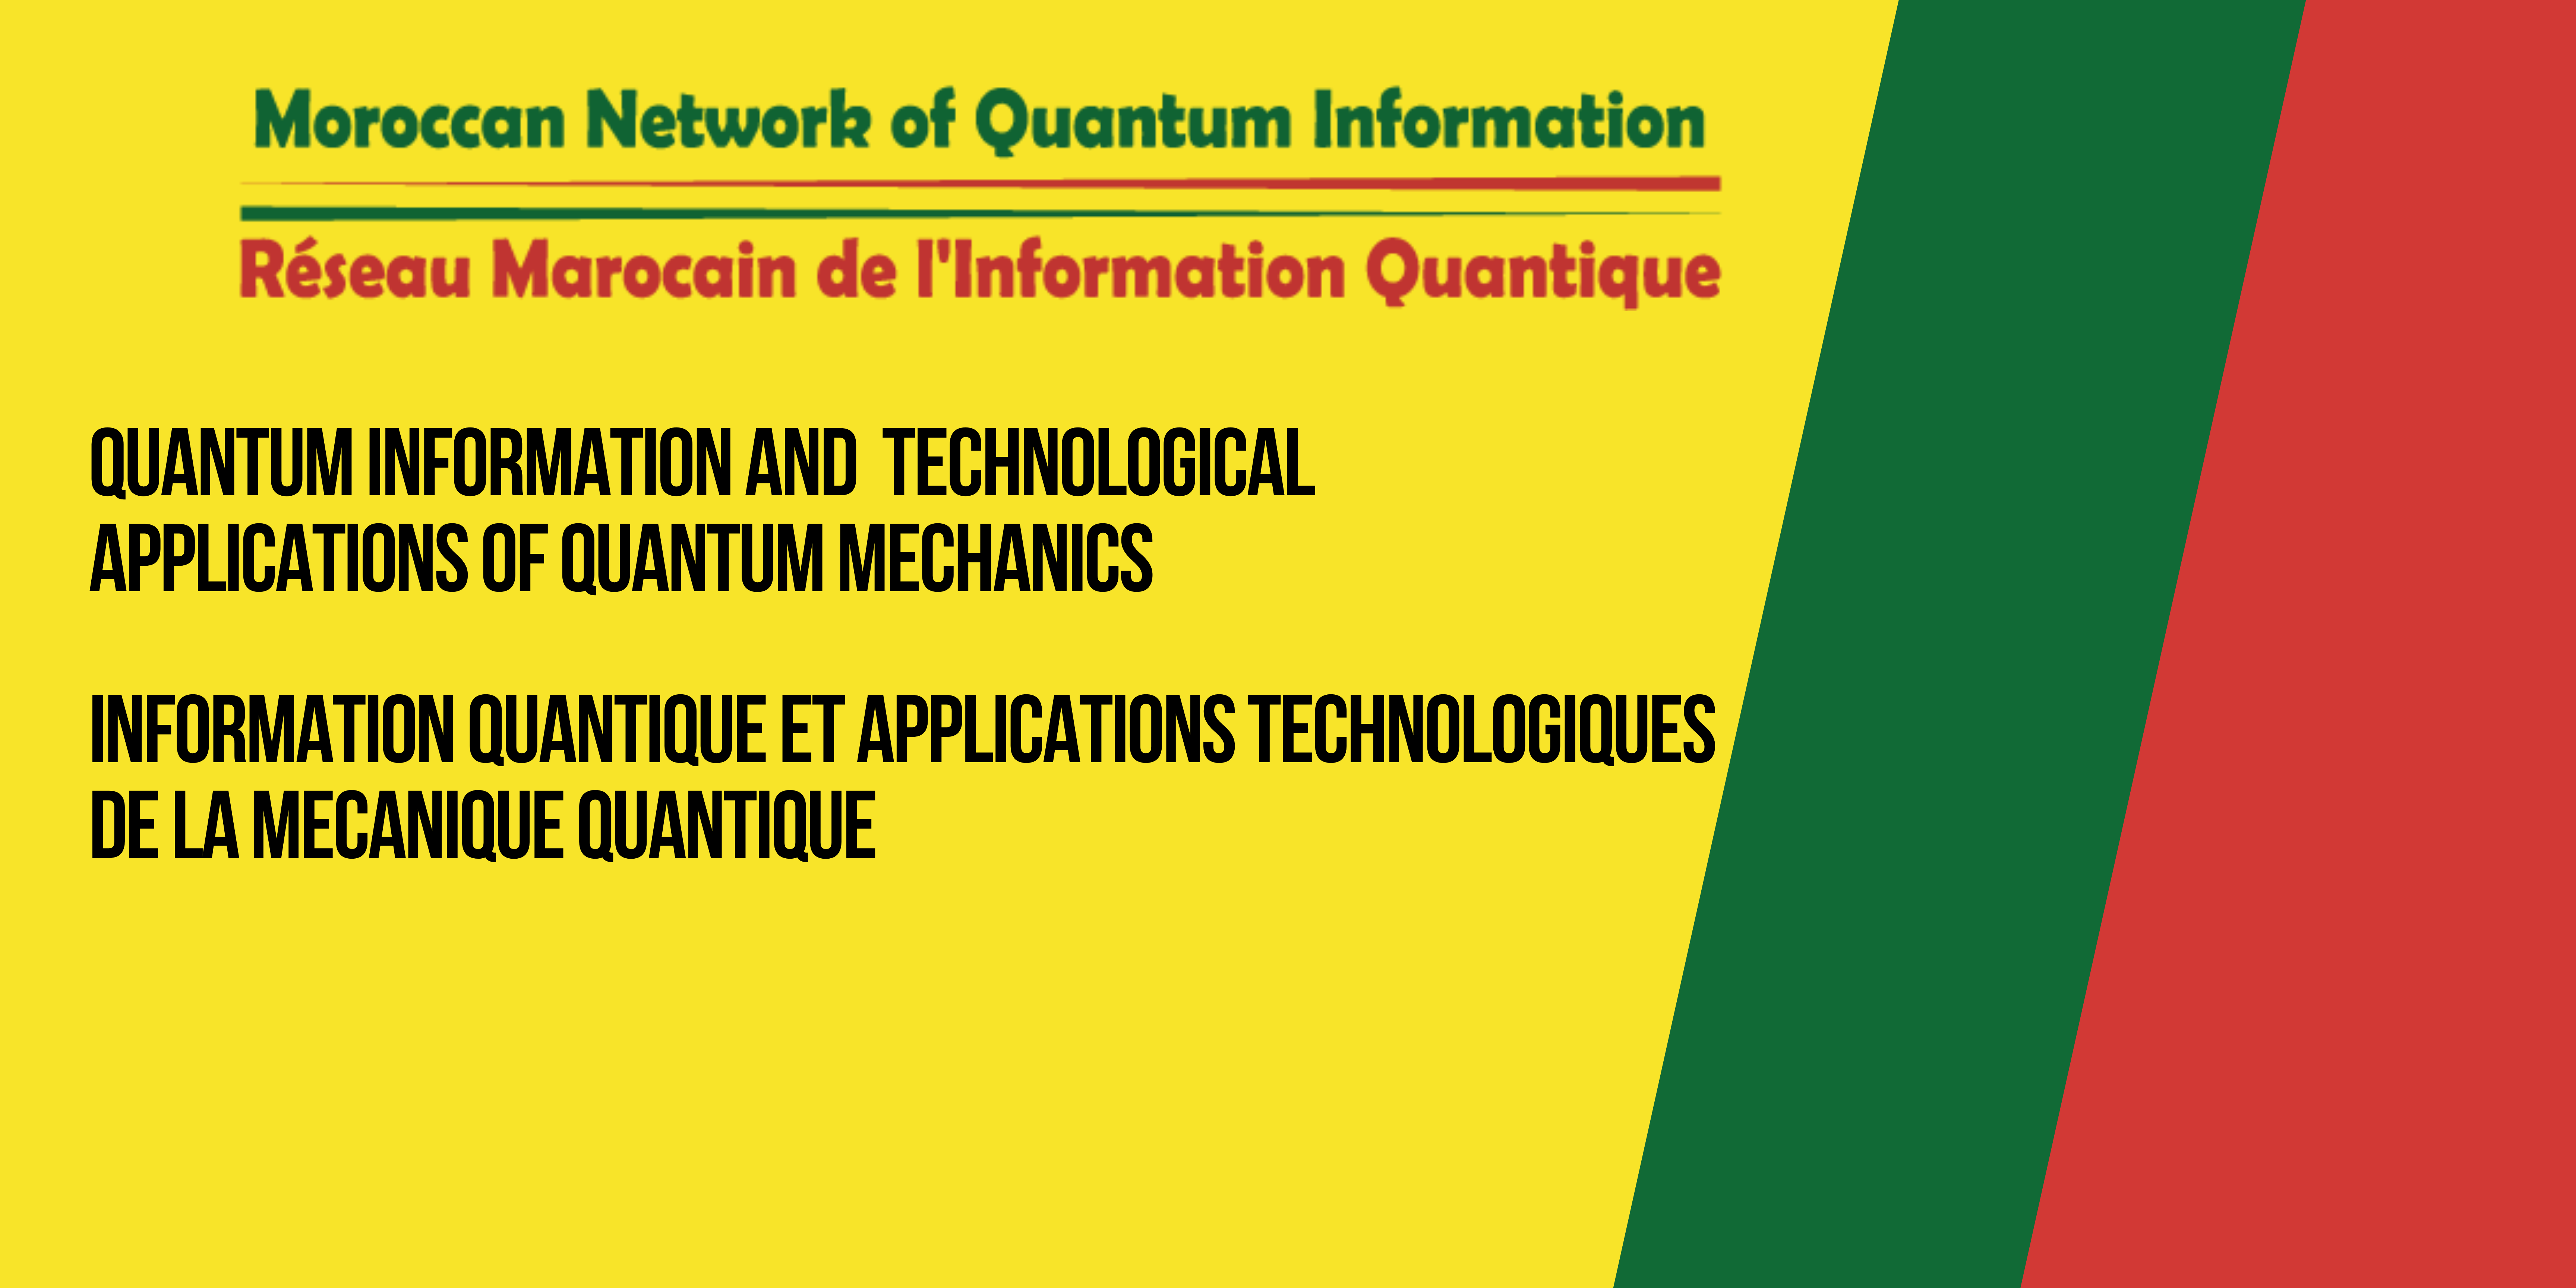 Moroccan Network of Quantum Information
Réseau Marocain de l'Information Quantique
QUANTUM INFORMATION AND TECHNOLOGICAL
APPLICATIONS OF QUANTUM MECHANICS
INFORMATION QUANTIQUE ET APPLICATIONS TECHNOLOGIQUES
DE LA MECANIQUE QUANTIQUE